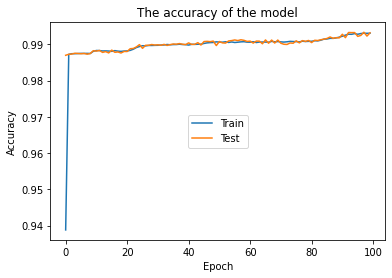 The accuracy of the model
0.99
0.98
0.97
0.96
0.95
0.94
Accuracy
Train
Test
0 20 40 60 80 100
Epoch